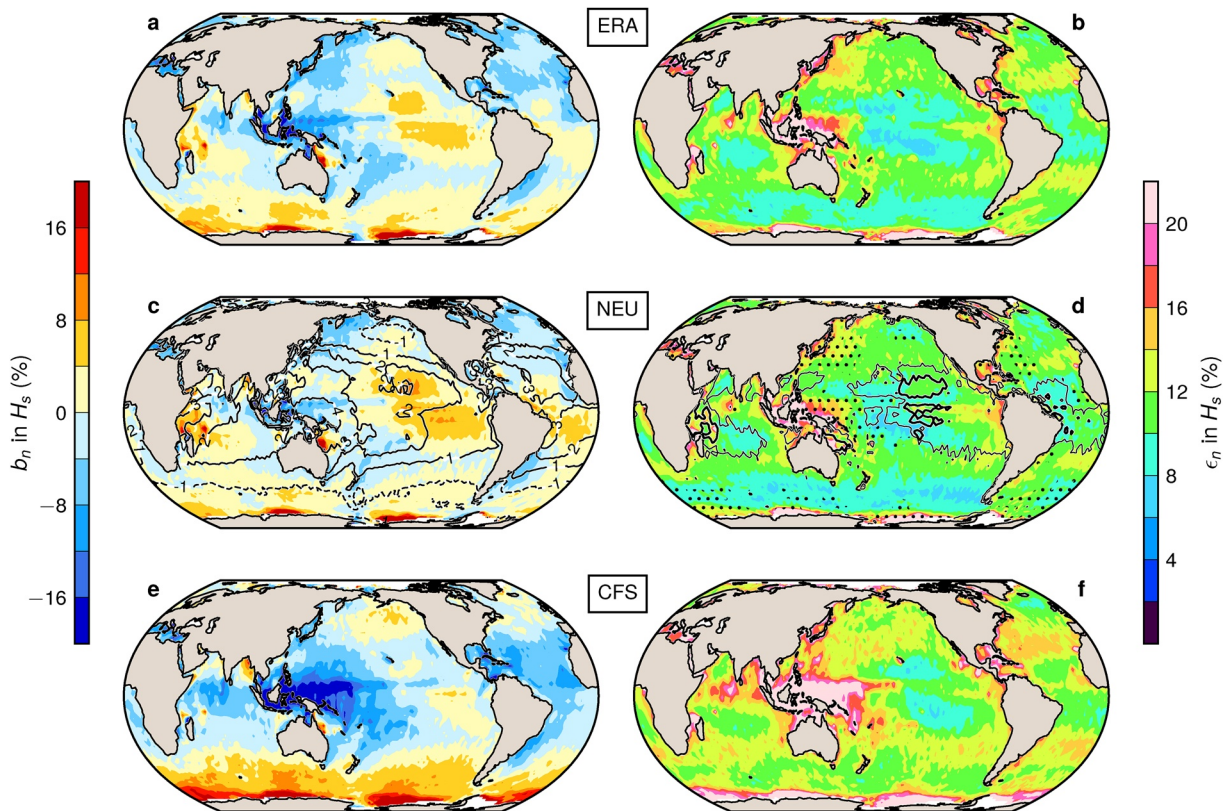 a
ERA
b
c
NEU
d
e
CFS
f
b_n in H_s (%)
16
8
0
−8
−16
ϵ_n in H_s (%)
20
16
12
8
4